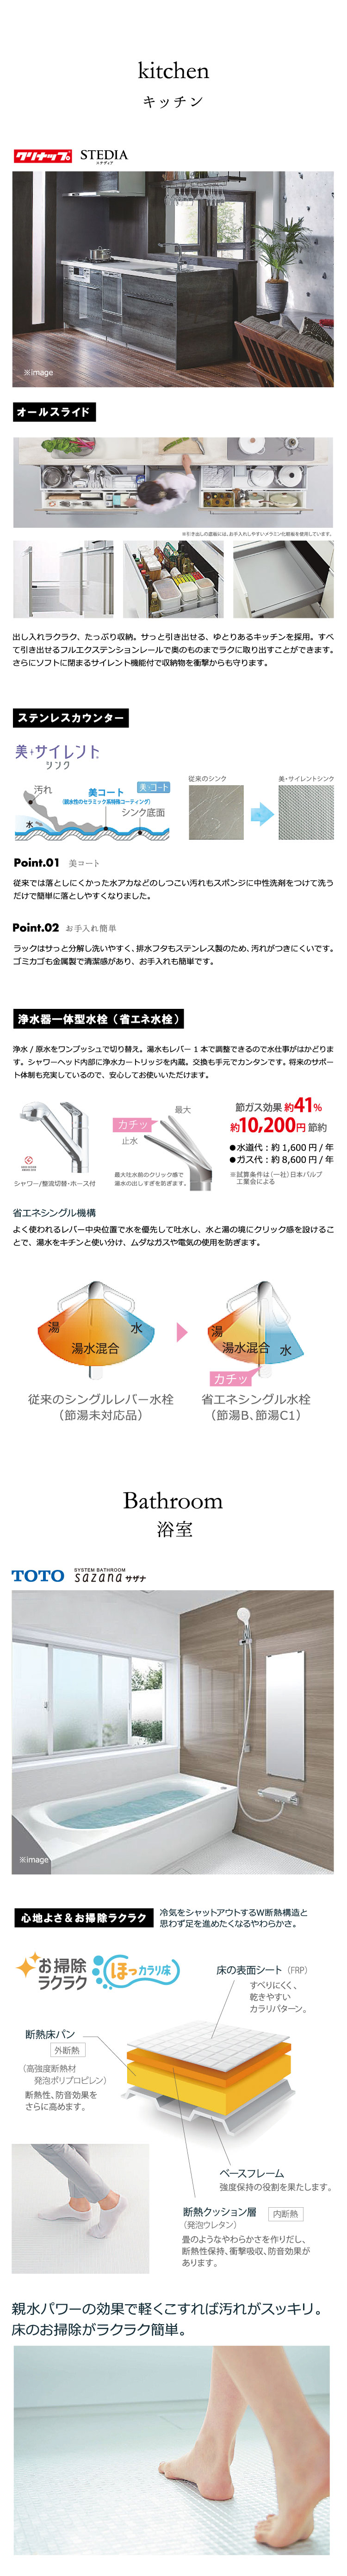 kitchen
キッチン
クリナップ STEDIA
ステディア
※image
オールスライド
※引き出しの底板には、お手入れしやすいメラミン化粧板を使用しています。
出し入れラクラク、たっぷり収納。サっと引き出せる、ゆとりあるキッチンを採用。すべ
て引き出せるフルエクステンションレールで奥のものまでラクに取り出すことができます。
さらにソフトに閉まるサイレント機能付で収納物を衝撃からも守ります。
ステンレスカウンター
美・サイレント
シンク
汚れ
美コート
美・コート
(親水性のセラミック系特殊コーティング)
水
シンク底面
従来のシンク
美・サイレントシンク
Point.01 美コート
従来では落としにくかった水アカなどのしつこい汚れもスポンジに中性洗剤をつけて洗う
だけで簡単に落としやすくなりました。
Point.02 お手入れ簡単
ラックはサっと分解し洗いやすく、排水フタもステンレス製のため、汚れがつきにくいです。
ゴミカゴも金属製で清潔感があり、お手入れも簡単です。
浄水器一体型水栓（省エネ水栓）
浄水 / 原水をワンプッシュで切り替え。湯水もレバー 1 本で調整できるので水仕事がはかどりま
す。シャワーヘッド内部に浄水カートリッジを内蔵。交換も手元でカンタンです。将来のサポー
ト体制も充実しているので、安心してお使いいただけます。
シャワー/整流切替・ホース付
最大
カチッ
止水
最大吐水前のクリック感で
湯水の出しすぎを防ぎます。
節ガス効果 約41%
約10,200円 節約
●水道代：約 1,600 円 / 年
●ガス代：約 8,600 円 / 年
※試算条件は（一社）日本バルブ
工業会による
省エネシングル機構
よく使われるレバー中央位置で水を優先して吐水し、水と湯の境にクリック感を設けるこ
とで、湯水をキチンと使い分け、ムダなガスや電気の使用を防ぎます。
湯
水
湯水混合
湯
湯水混合
水
カチッ
従来のシングルレバー水栓
（節湯未対応品）
省エネシングル水栓
（節湯B、節湯C1）
Bathroom
浴室
TOTO
SYSTEM BATHROOM
sazana サザナ
※image
心地よさ＆お掃除ラクラク
冷気をシャットアウトするW断熱構造と
思わず足を進めたくなるやわらかさ。
お掃除
ラクラク
ほっカラリ床
床の表面シート（FRP）
すべりにくく、
乾きやすい
カラリパターン。
断熱床パン
外断熱
（高強度断熱材
発泡ポリプロピレン）
断熱性、防音効果を
さらに高めます。
ベースフレーム
強度保持の役割を果たします。
断熱クッション層 内断熱
（発泡ウレタン）
畳のようなやわらかさを作りだし、
断熱性保持、衝撃吸収、防音効果が
あります。
親水パワーの効果で軽くこすれば汚れがスッキリ。
床のお掃除がラクラク簡単。